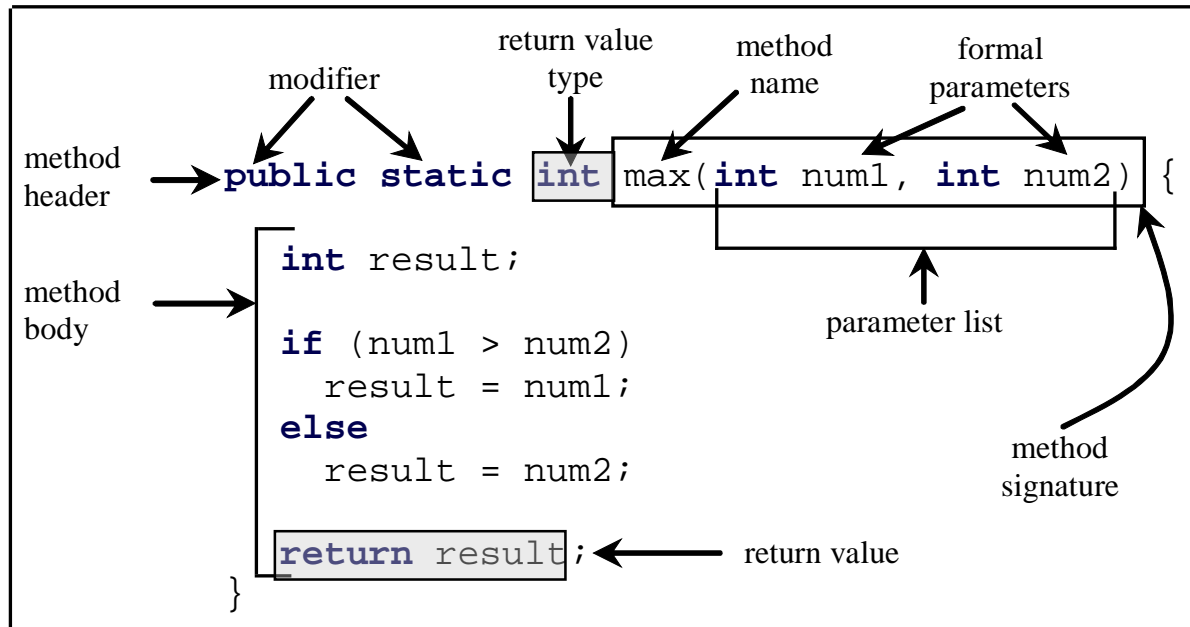 return value
type
method
name
formal
parameters
modifier
method
header
public static int max(int num1, int num2) {
method
body
int result;
if (num1 > num2)
result = num1;
else
result = num2;
parameter list
method
signature
return result;
return value
}